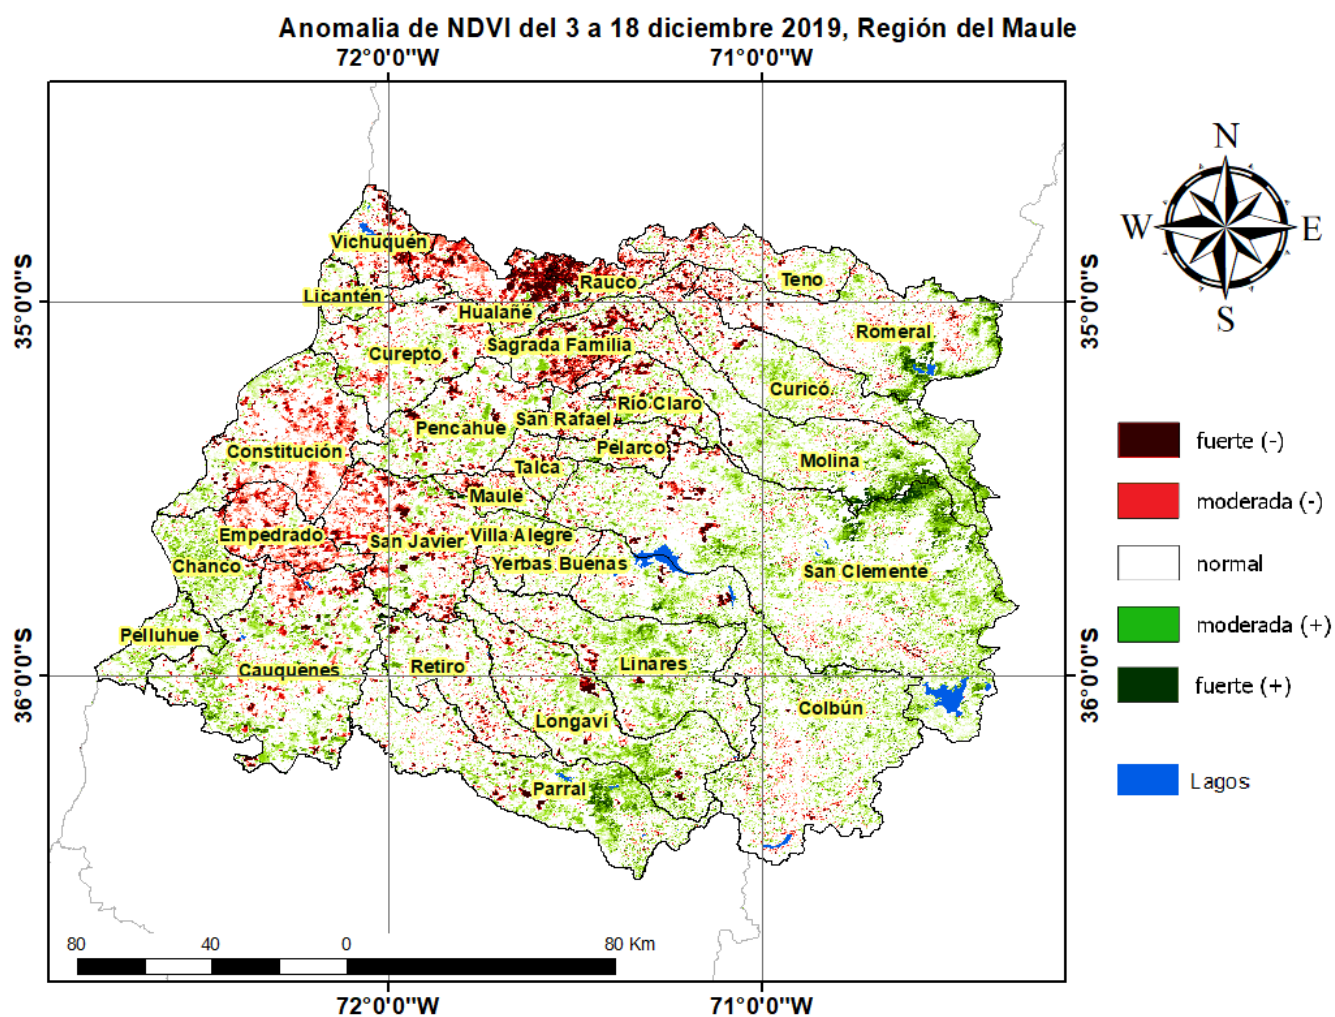 Anomalia de NDVI del 3 a 18 diciembre 2019, Región del Maule
72°0'0"W
71°0'0"W
35°0'0"S
35°0'0"S
N
W
E
S
Vichuquén
Licantén
Rauco
Teno
Hualañe
Romeral
Sagrada Familia
Curepto
Curicó
Río Claro
San Rafael
Pencahue
Constitución
Pelarco
Molina
Talca
Maule
Empedrado
San Javier
Villa Alegre
Chanco
Yerbas Buenas
San Clemente
Pelluhue
Cauquenes
Retiro
Linares
Longaví
Colbún
Parral
36°0'0"S
36°0'0"S
fuerte (-)
moderada (-)
normal
moderada (+)
fuerte (+)
Lagos
80
40
0
80 Km
72°0'0"W
71°0'0"W